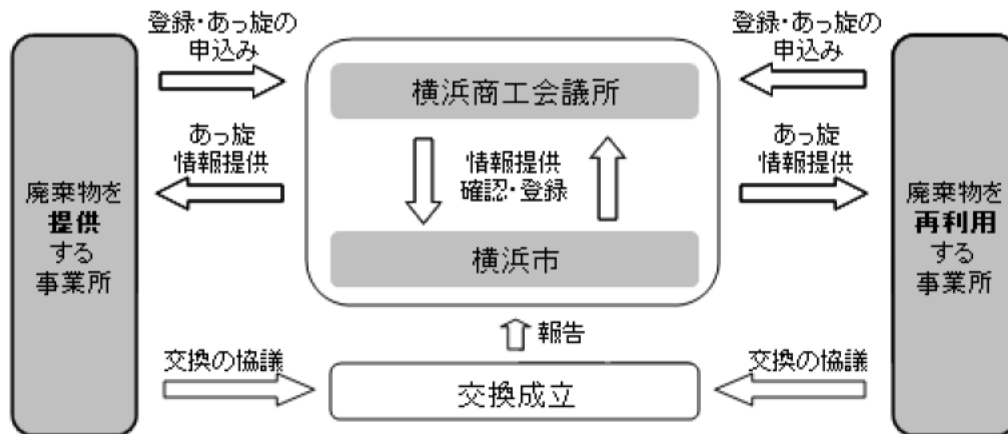 登録・あっ旋の
申込み
登録・あっ旋の
申込み
横浜商工会議所
あっ旋
情報提供
情報提供
確認・登録
あっ旋
情報提供
廃棄物を
提供
する
事業所
廃棄物を
再利用
する
事業所
横浜市
報告
交換の協議
交換の協議
交換成立